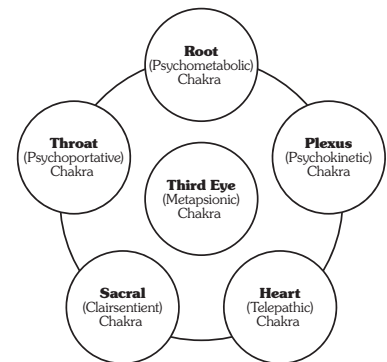 Root
(Psychometabolic)
Chakra
Throat
(Psychoportative)
Chakra
Plexus
(Psychokinetic)
Chakra
Third Eye
(Metapsionic)
Chakra
Sacral
(Clairsentient)
Chakra
Heart
(Telepathic)
Chakra